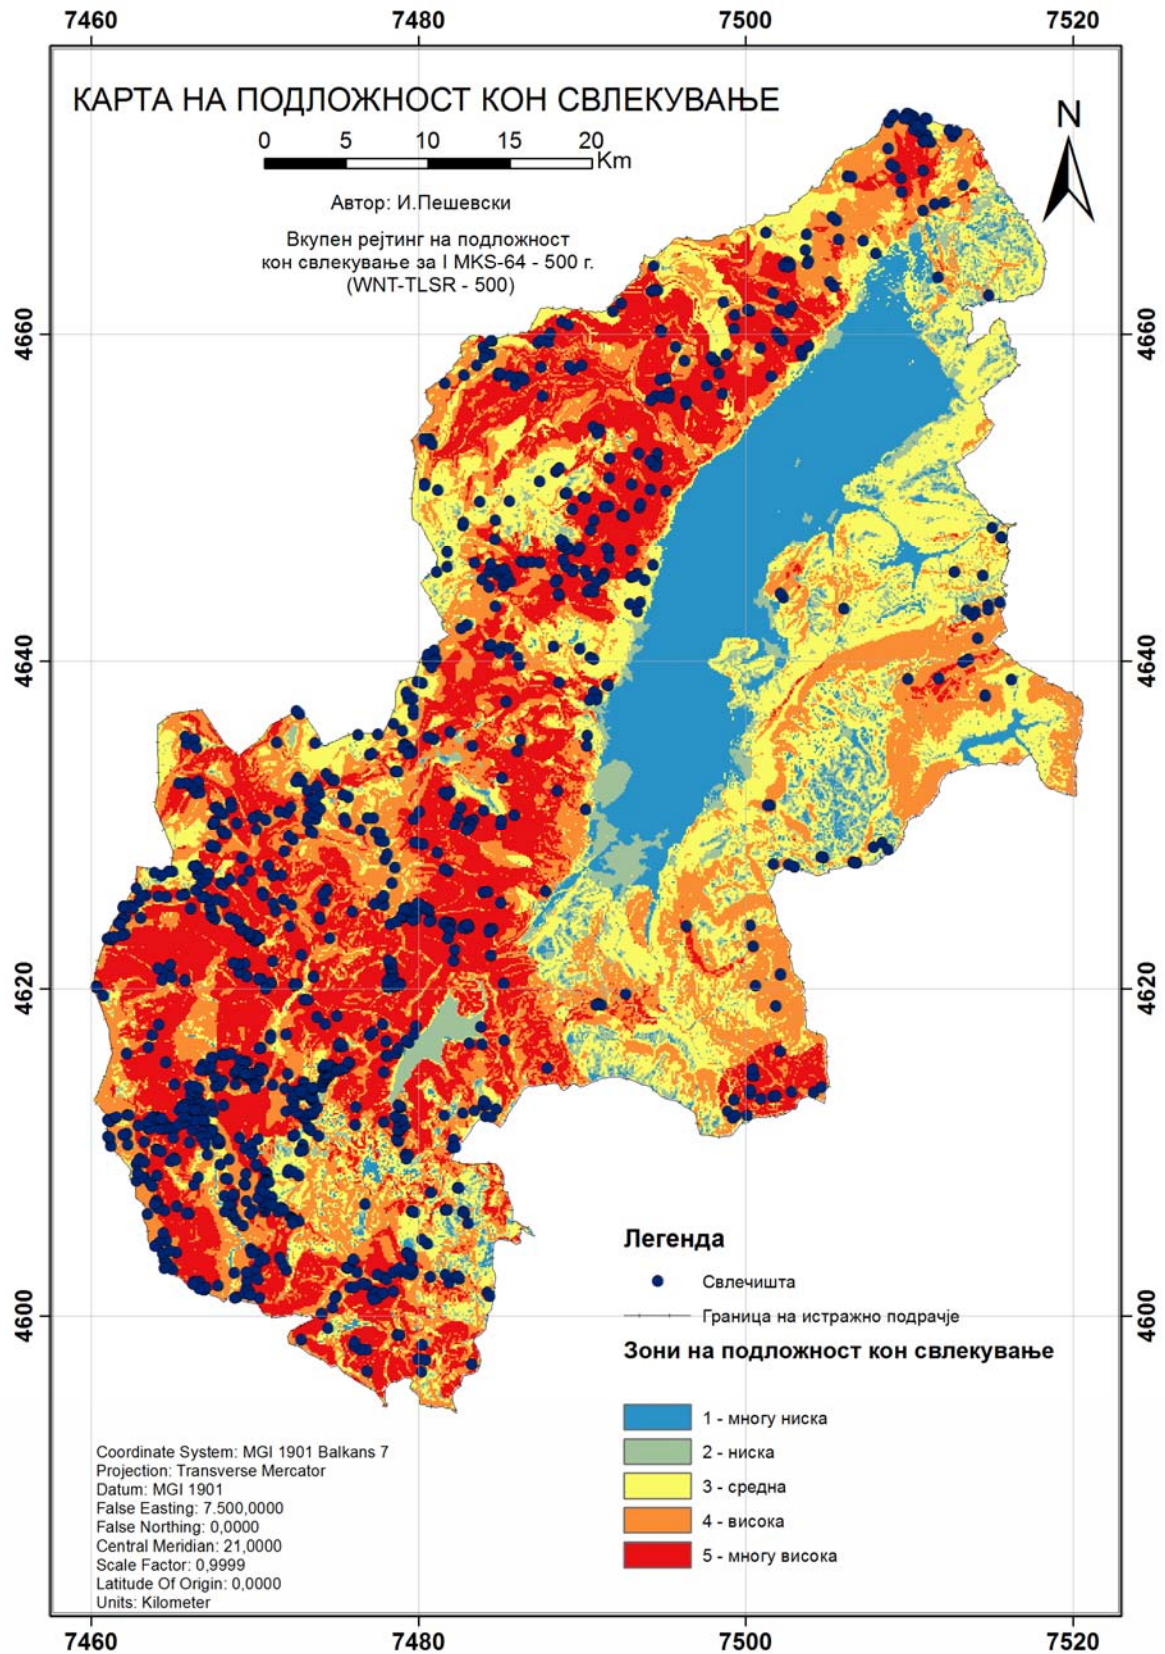 7460 7480 7500 7520
КАРТА НА ПОДЛОЖНОСТ КОН СВЛЕКУВАЊЕ
N
0 5 10 15 20
Km
Автор: И.Пешевски
Вкупен рејтинг на подложност
кон свлекување за I MKS-64 - 500 г.
(WNT-TLSR - 500)
4660 4660
4640 4640
4620 4620
4600 4600
Легенда
Свлечишта
Граница на истражно подрачје
Зони на подложност кон свлекување
1 - многу ниска
2 - ниска
3 - средна
4 - висока
5 - многу висока
Coordinate System: MGI 1901 Balkans 7
Projection: Transverse Mercator
Datum: MGI 1901
False Easting: 7.500,0000
False Northing: 0,0000
Central Meridian: 21,0000
Scale Factor: 0,9999
Latitude Of Origin: 0,0000
Units: Kilometer
7460 7480 7500 7520